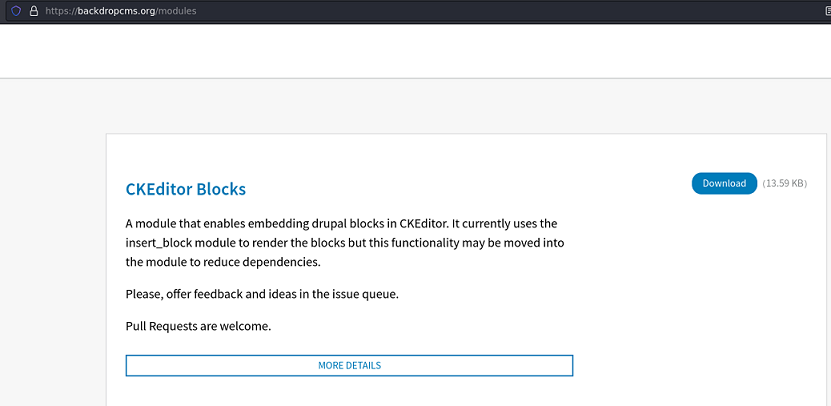 https://backdropcms.org/modules
CKEditor Blocks
Download (13.59 KB)
A module that enables embedding drupal blocks in CKEditor. It currently uses the
insert_block module to render the blocks but this functionality may be moved into
the module to reduce dependencies.
Please, offer feedback and ideas in the issue queue.
Pull Requests are welcome.
MORE DETAILS